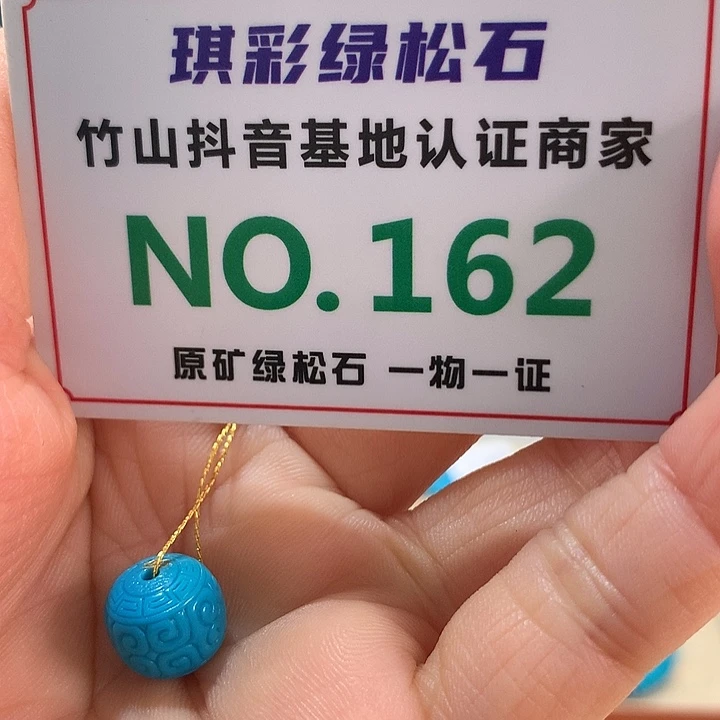 琪彩绿松石
竹山抖音基地认证商家
NO.162
原矿绿松石 一物一证